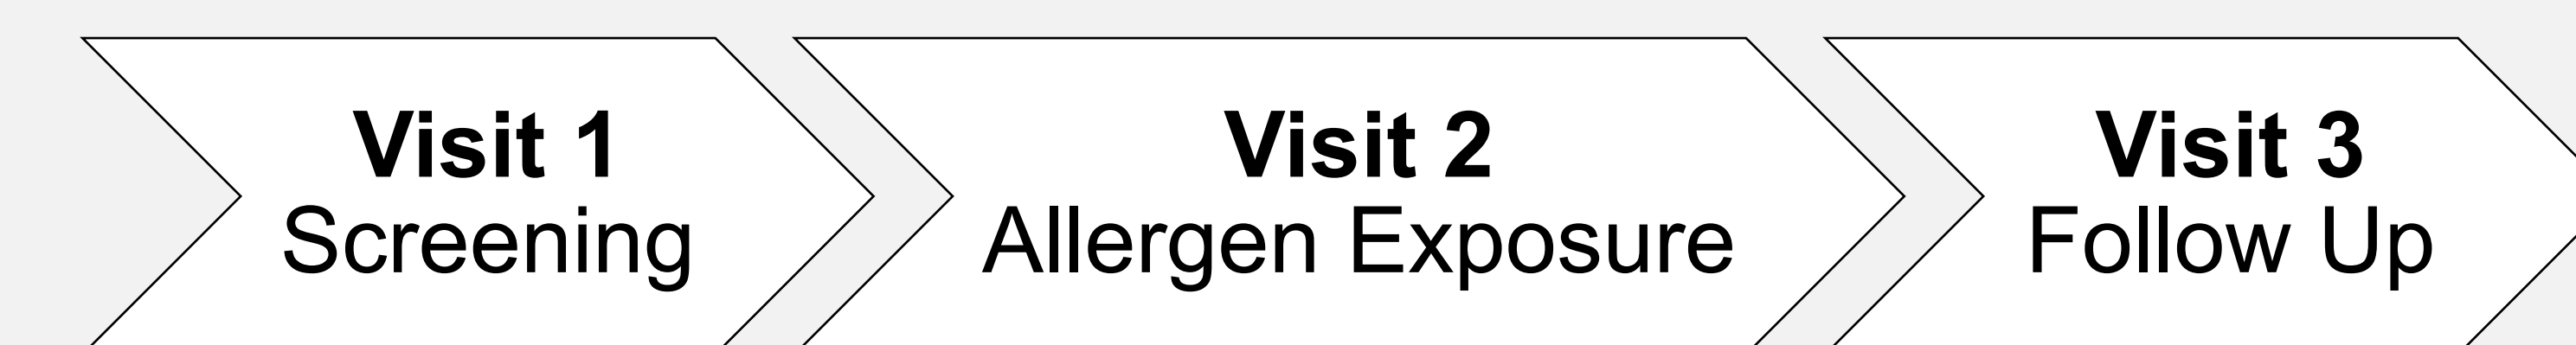 Visit 1
Screening
Visit 2
Allergen Exposure
Visit 3
Follow Up